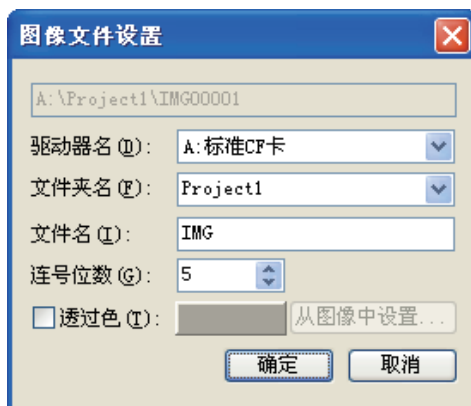 图像文件设置
A:\Project1\IMG00001
驱动器名(D): A:标准CF卡
文件夹名(F): Project1
文件名(I): IMG
连号位数(G): 5
透过色(T): 从图像中设置...
确定 取消